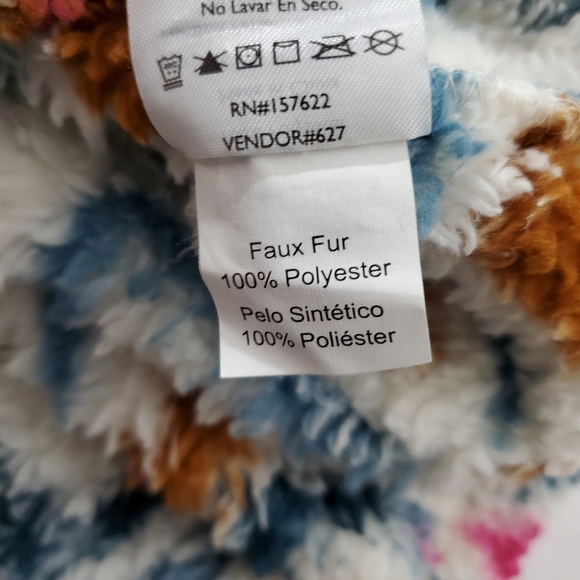 No Lavar En Seco.
RN#157622
VENDOR#627
Faux Fur
100% Polyester
Pelo Sintético
100% Poliéster